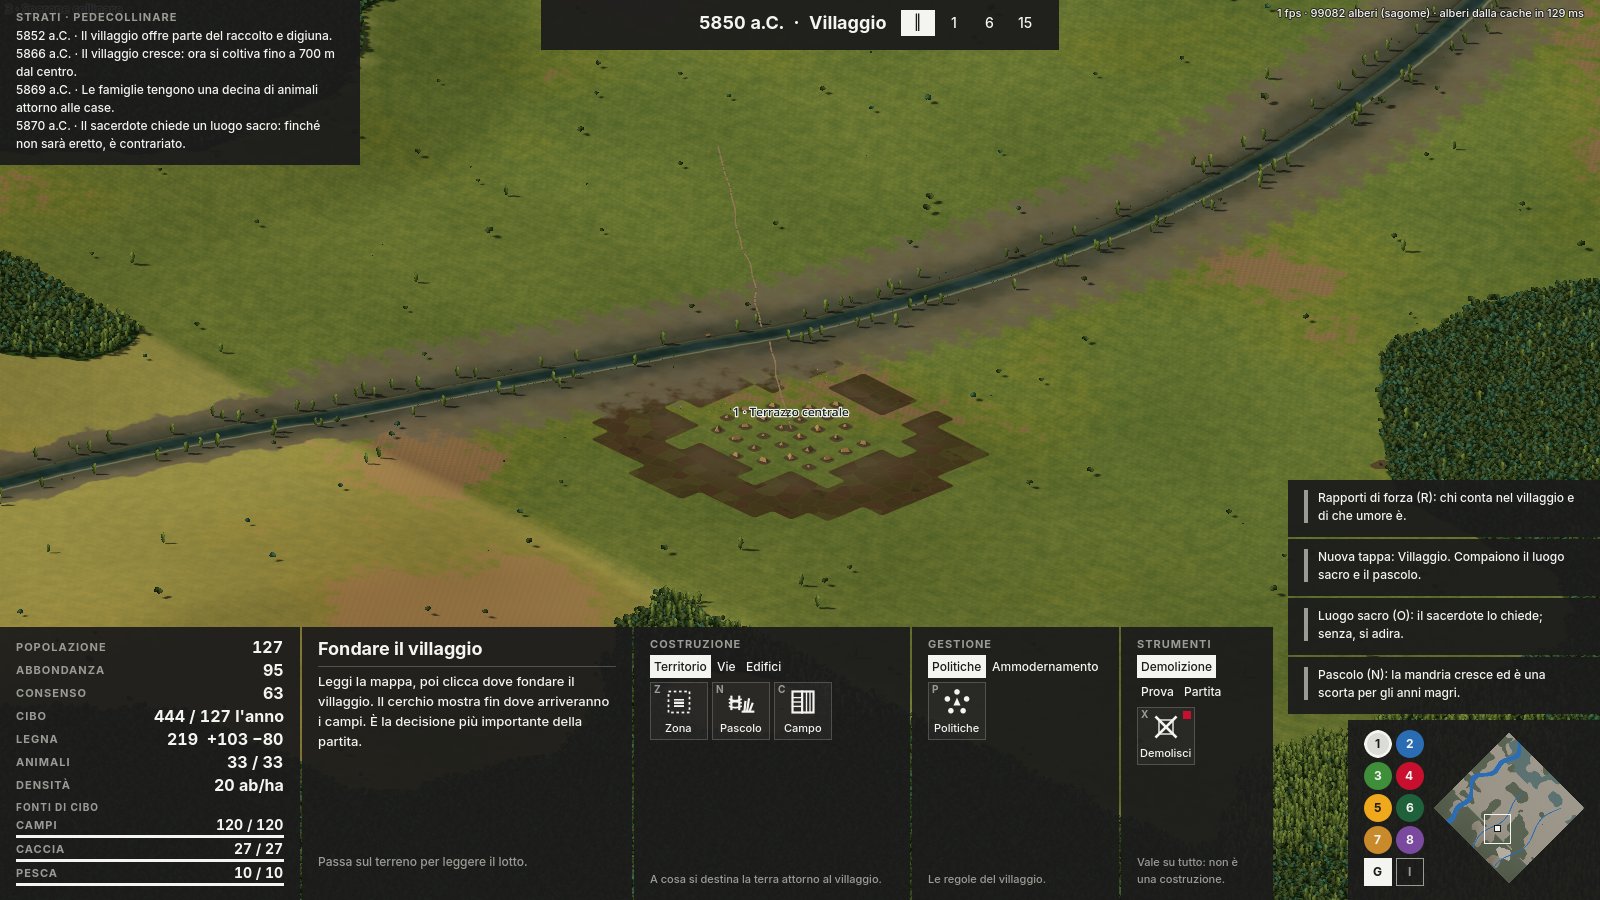 STRATI · PEDECOLLINARE
5852 a.C. · Il villaggio offre parte del raccolto e digiuna.
5866 a.C. · Il villaggio cresce: ora si coltiva fino a 700 m
dal centro.
5869 a.C. · Le famiglie tengono una decina di animali
attorno alle case.
5870 a.C. · Il sacerdote chiede un luogo sacro: finché
non sarà eretto, è contrariato.
5850 a.C. · Villaggio
1 6 15
1 fps · 99082 alberi (sagome) · alberi dalla cache in 129 ms
1 · Terrazzo centrale
Rapporti di forza (R): chi conta nel villaggio e
di che umore è.
Nuova tappa: Villaggio. Compaiono il luogo
sacro e il pascolo.
Luogo sacro (O): il sacerdote lo chiede;
senza, si adira.
Pascolo (N): la mandria cresce ed è una
scorta per gli anni magri.
POPOLAZIONE 127
ABBONDANZA 95
CONSENSO 63
CIBO 444 / 127 l'anno
LEGNA 219 +103 −80
ANIMALI 33 / 33
DENSITÀ 20 ab/ha
FONTI DI CIBO
CAMPI 120 / 120
CACCIA 27 / 27
PESCA 10 / 10
Fondare il villaggio
Leggi la mappa, poi clicca dove fondare il
villaggio. Il cerchio mostra fin dove arriveranno
i campi. È la decisione più importante della
partita.
Passa sul terreno per leggere il lotto.
COSTRUZIONE
Territorio Vie Edifici
Z N C
Zona Pascolo Campo
A cosa si destina la terra attorno al villaggio.
GESTIONE
Politiche Ammodernamento
P
Politiche
Le regole del villaggio.
STRUMENTI
Demolizione
Prova Partita
X
Demolisci
Vale su tutto: non è
una costruzione.
1 2
3 4
5 6
7 8
G I